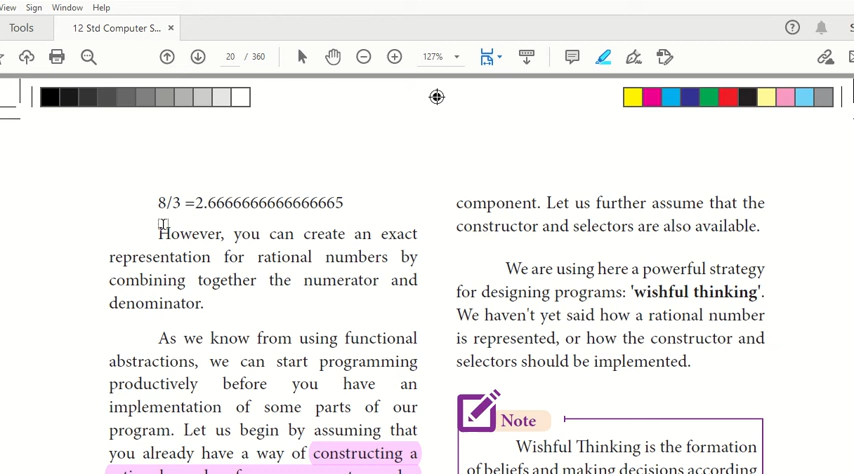 View Sign Window Help
Tools 12 Std Computer S... ×
20 / 360 127%
8/3 =2.6666666666666665
However, you can create an exact
representation for rational numbers by
combining together the numerator and
denominator.
As we know from using functional
abstractions, we can start programming
productively before you have an
implementation of some parts of our
program. Let us begin by assuming that
you already have a way of constructing a
component. Let us further assume that the
constructor and selectors are also available.
We are using here a powerful strategy
for designing programs: 'wishful thinking'.
We haven't yet said how a rational number
is represented, or how the constructor and
selectors should be implemented.
Note
Wishful Thinking is the formation
of beliefs and making decisions according